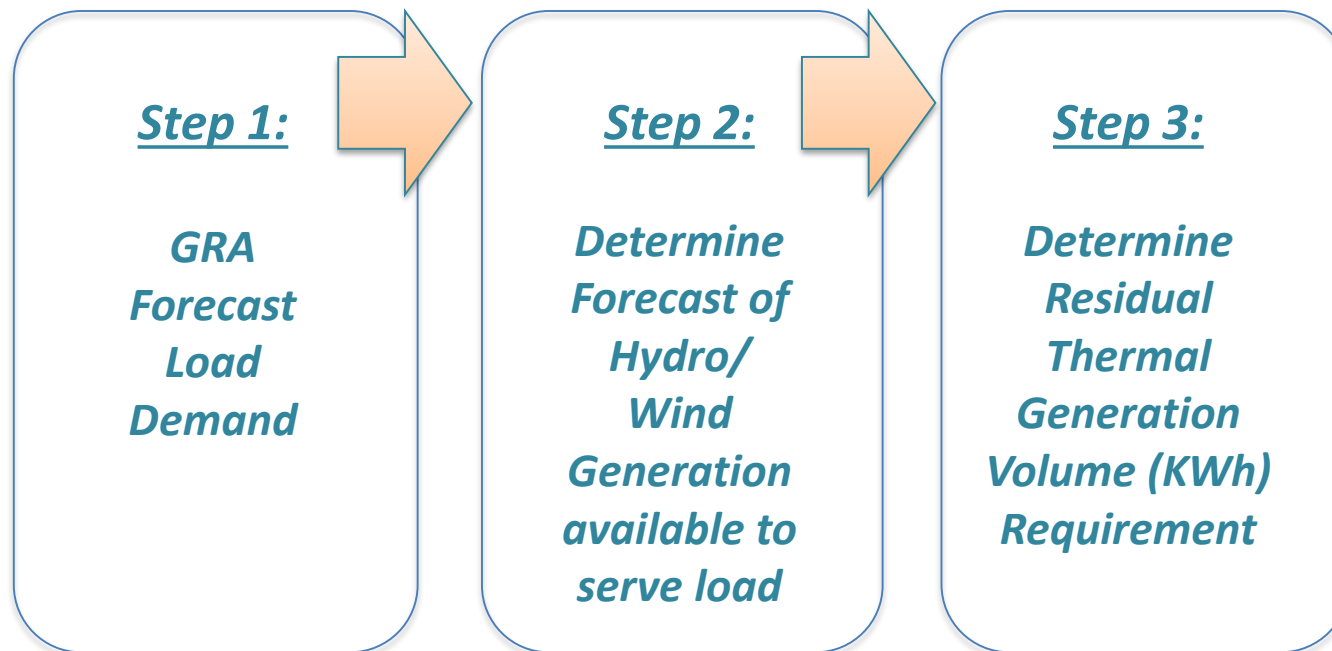 Step 1:
GRA
Forecast
Load
Demand
Step 2:
Determine
Forecast of
Hydro/
Wind
Generation
available to
serve load
Step 3:
Determine
Residual
Thermal
Generation
Volume (KWh)
Requirement